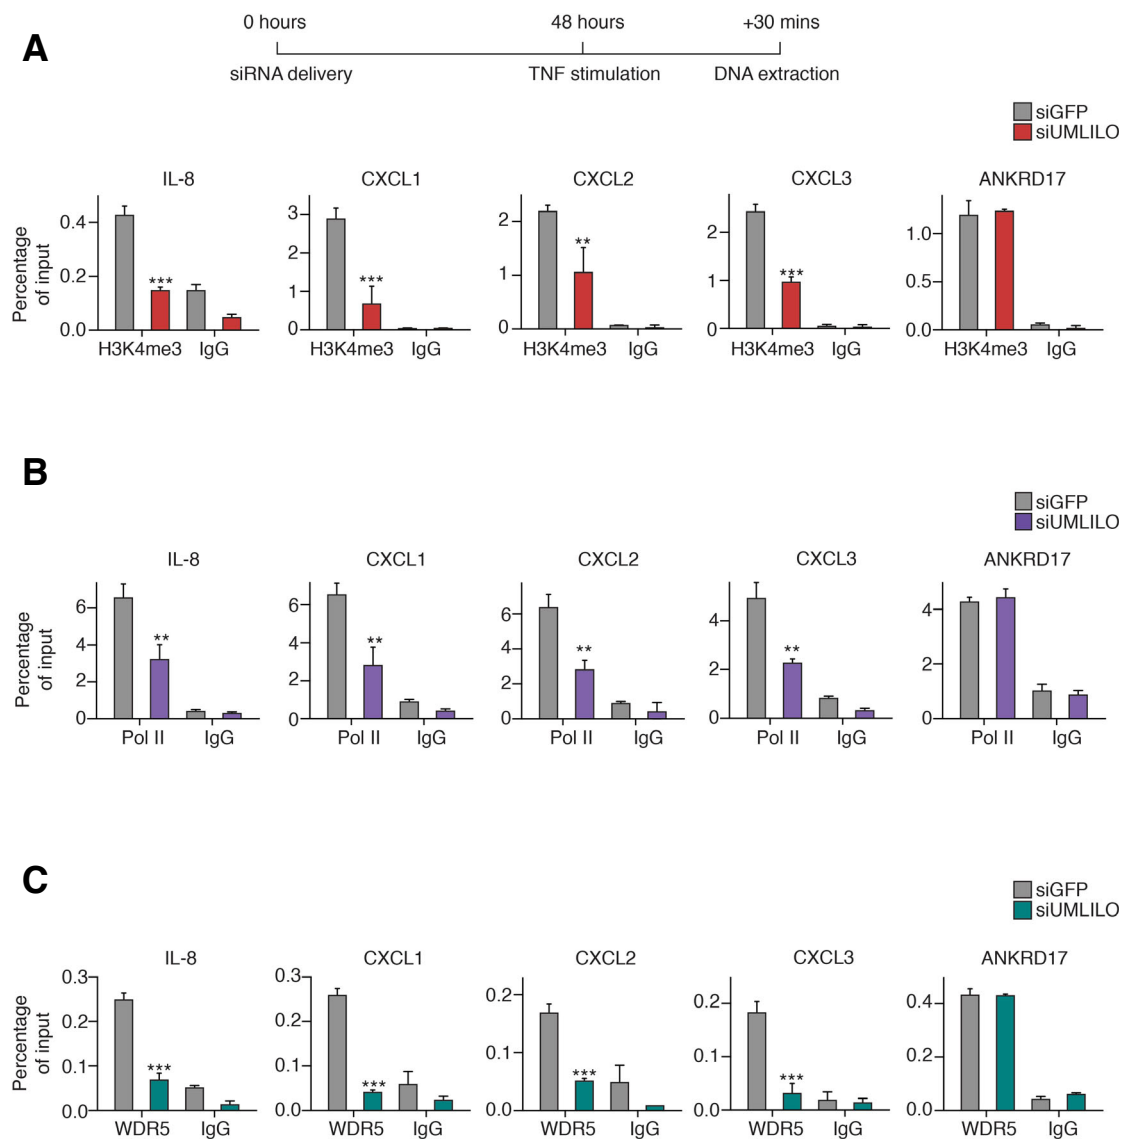 0 hours 48 hours +30 mins
A
siRNA delivery TNF stimulation DNA extraction
siGFP
siUMLILO
IL-8 CXCL1 CXCL2 CXCL3 ANKRD17
Percentage
of input
0.4
0.2
0.0
3
2
1
0
2
1
0
2
1
0
1.0
0.5
0.0
*** *** ** ***
H3K4me3 IgG H3K4me3 IgG H3K4me3 IgG H3K4me3 IgG H3K4me3 IgG
B
siGFP
siUMLILO
IL-8 CXCL1 CXCL2 CXCL3 ANKRD17
Percentage
of input
6
4
2
0
6
4
2
0
6
4
2
0
4
2
0
4
2
0
** ** ** **
Pol II IgG Pol II IgG Pol II IgG Pol II IgG Pol II IgG
C
siGFP
siUMLILO
IL-8 CXCL1 CXCL2 CXCL3 ANKRD17
Percentage
of input
0.3
0.2
0.1
0.0
0.3
0.2
0.1
0.0
0.2
0.1
0.0
0.2
0.1
0.0
0.4
0.2
0.0
*** *** *** ***
WDR5 IgG WDR5 IgG WDR5 IgG WDR5 IgG WDR5 IgG